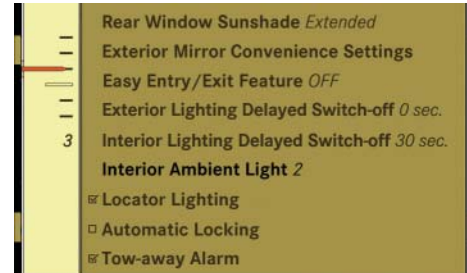 Rear Window Sunshade Extended
Exterior Mirror Convenience Settings
Easy Entry/Exit Feature OFF
Exterior Lighting Delayed Switch-off 0 sec.
3 Interior Lighting Delayed Switch-off 30 sec.
Interior Ambient Light 2
Locator Lighting
Automatic Locking
Tow-away Alarm